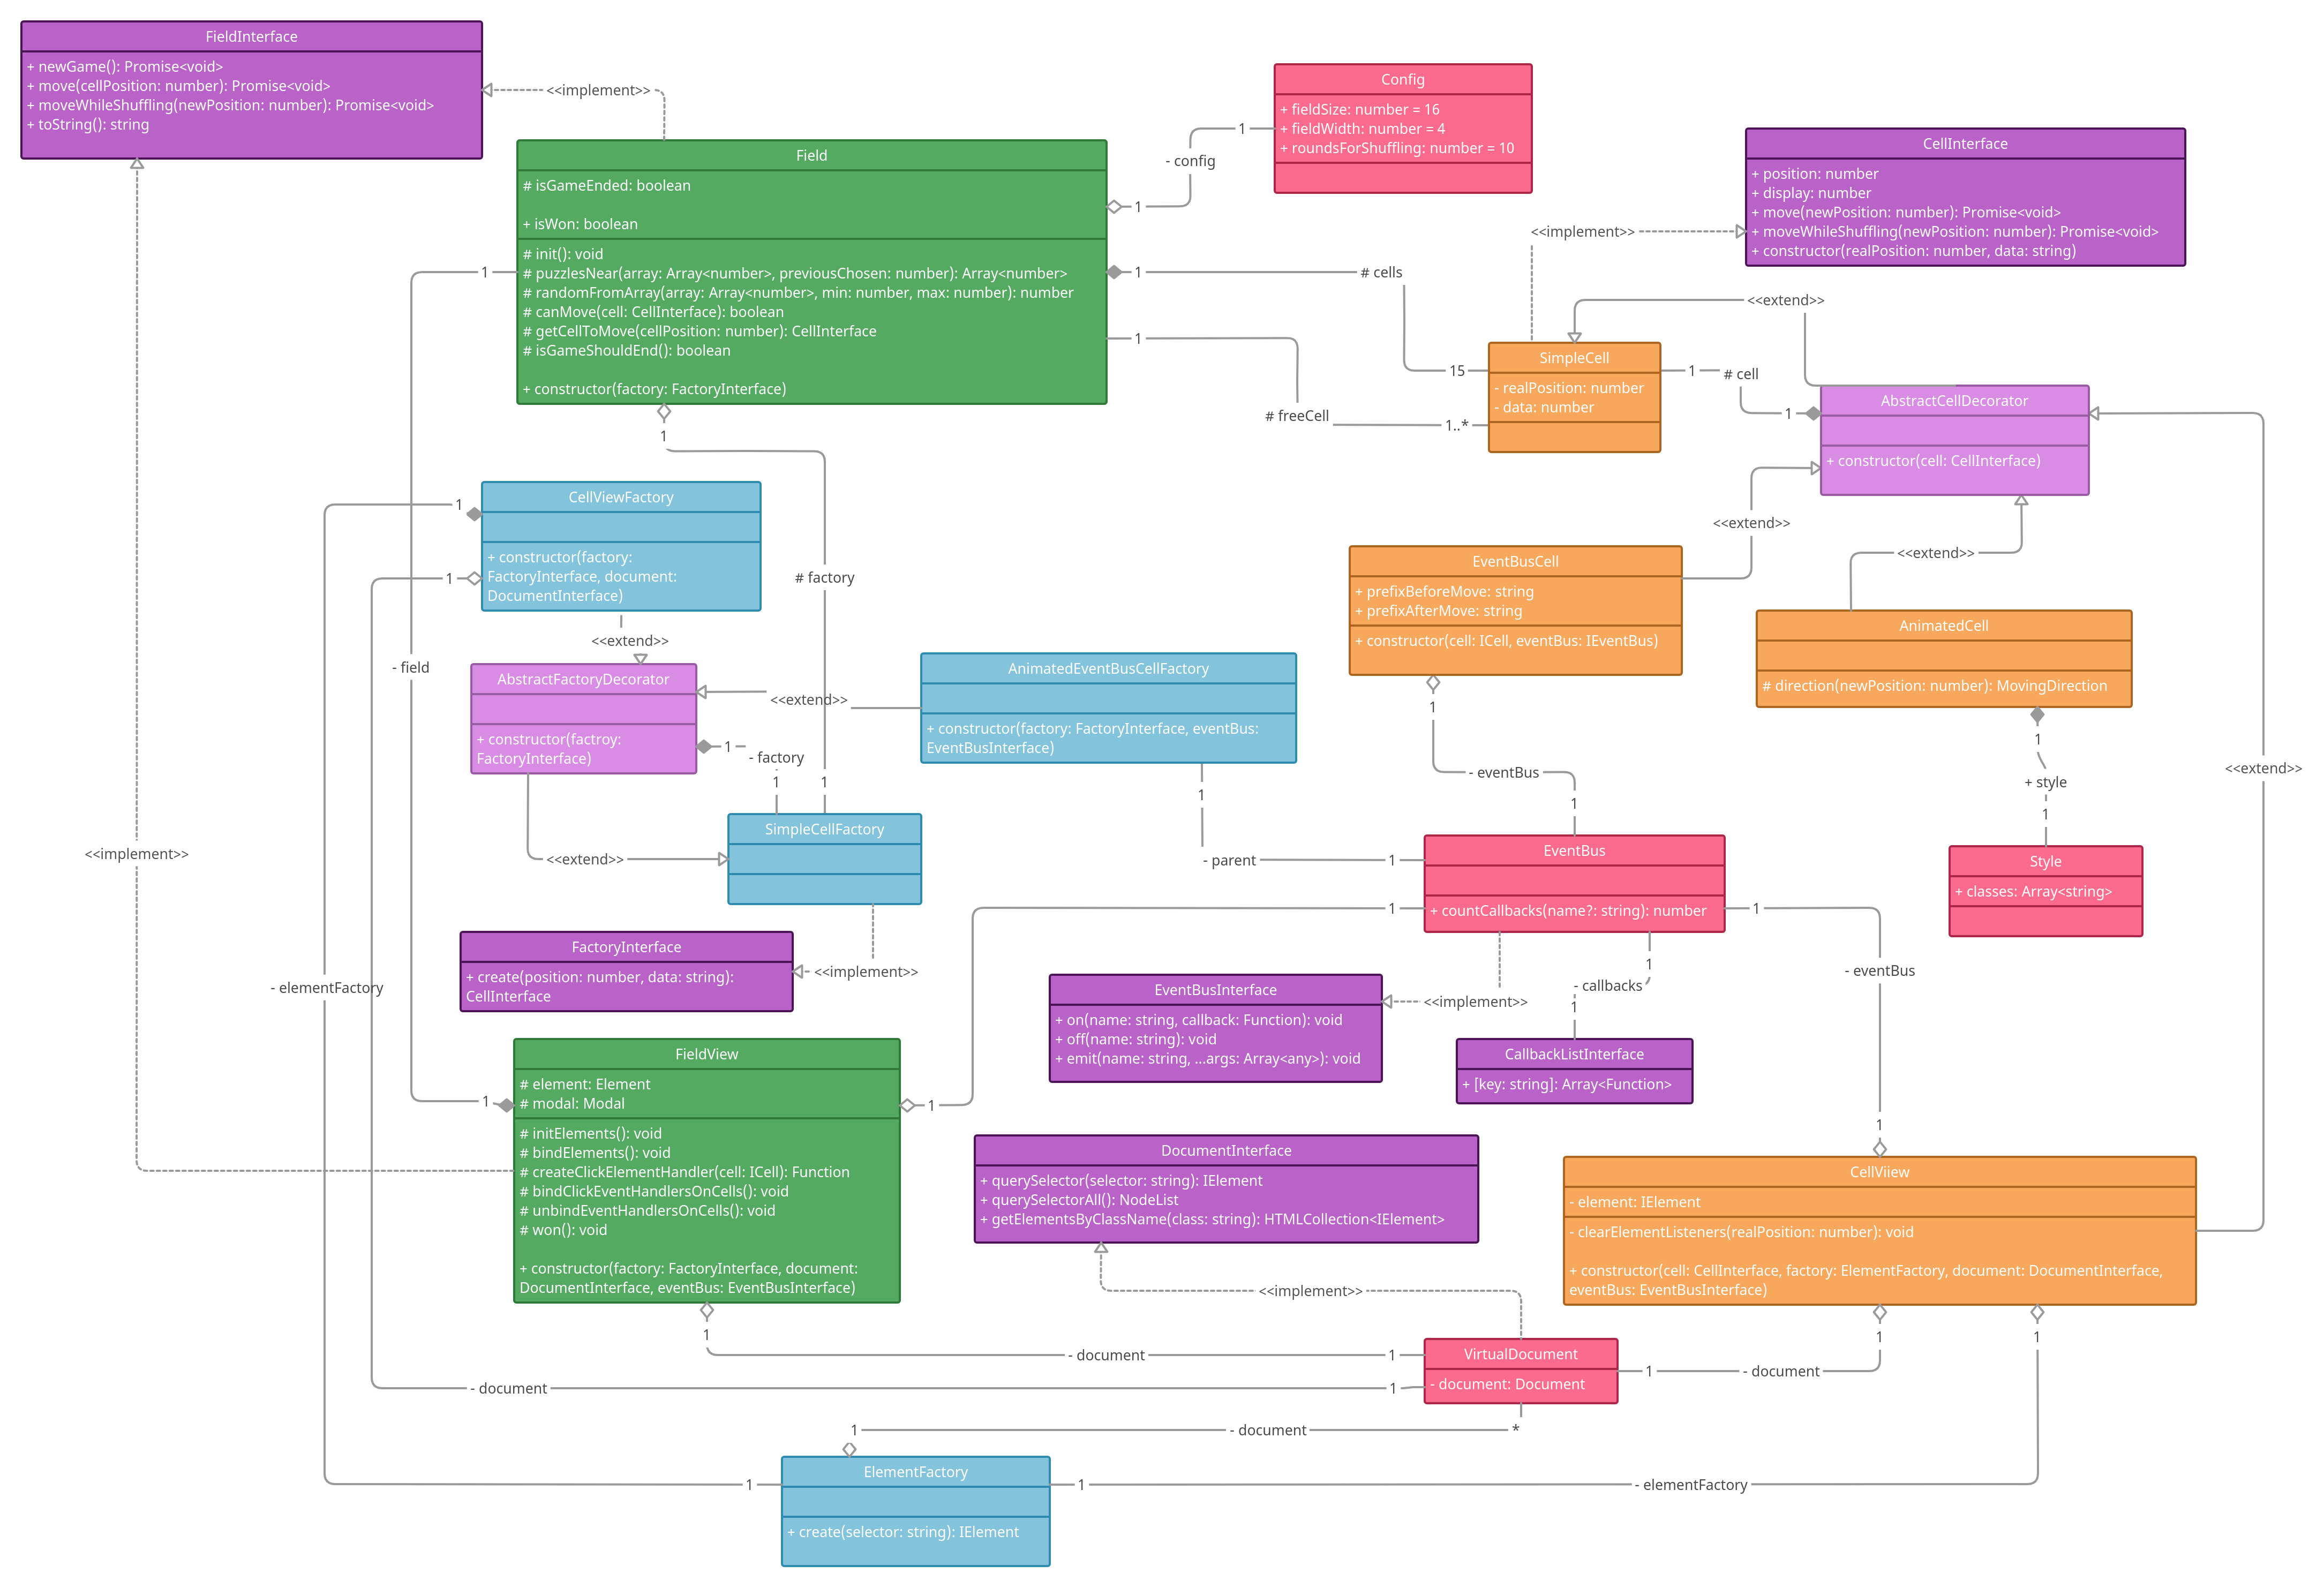 FieldInterface
+ newGame(): Promise<void>
+ move(cellPosition: number): Promise<void>
+ moveWhileShuffling(newPosition: number): Promise<void>
+ toString(): string
<<implement>>
Config
+ fieldSize: number = 16
+ fieldWidth: number = 4
+ roundsForShuffling: number = 10
1
- config
1
Field
# isGameEnded: boolean
+ isWon: boolean
# init(): void
# puzzlesNear(array: Array<number>, previousChosen: number): Array<number>
# randomFromArray(array: Array<number>, min: number, max: number): number
# canMove(cell: CellInterface): boolean
# getCellToMove(cellPosition: number): CellInterface
# isGameShouldEnd(): boolean
+ constructor(factory: FactoryInterface)
CellInterface
+ position: number
+ display: number
+ move(newPosition: number): Promise<void>
+ moveWhileShuffling(newPosition: number): Promise<void>
+ constructor(realPosition: number, data: string)
<<implement>>
1
1
# cells
15
1
# freeCell
1..*
<<extend>>
SimpleCell
- realPosition: number
- data: number
1
# cell
1
AbstractCellDecorator
+ constructor(cell: CellInterface)
1
CellViewFactory
+ constructor(factory:
FactoryInterface, document:
DocumentInterface)
1
1
# factory
1
<<extend>>
EventBusCell
+ prefixBeforeMove: string
+ prefixAfterMove: string
+ constructor(cell: ICell, eventBus: IEventBus)
<<extend>>
<<extend>>
AnimatedCell
# direction(newPosition: number): MovingDirection
<<extend>>
- field
AbstractFactoryDecorator
+ constructor(factroy:
FactoryInterface)
<<extend>>
AnimatedEventBusCellFactory
+ constructor(factory: FactoryInterface, eventBus:
EventBusInterface)
1
- factory
1
1
- eventBus
1
1
+ style
1
<<extend>>
SimpleCellFactory
<<extend>>
1
- parent
1
EventBus
+ countCallbacks(name?: string): number
Style
+ classes: Array<string>
<<implement>>
1
1
FactoryInterface
+ create(position: number, data: string):
CellInterface
<<implement>>
- elementFactory
EventBusInterface
+ on(name: string, callback: Function): void
+ off(name: string): void
+ emit(name: string, ...args: Array<any>): void
<<implement>>
1
- callbacks
1
- eventBus
1
CallbackListInterface
+ [key: string]: Array<Function>
FieldView
# element: Element
# modal: Modal
# initElements(): void
# bindElements(): void
# createClickElementHandler(cell: ICell): Function
# bindClickEventHandlersOnCells(): void
# unbindEventHandlersOnCells(): void
# won(): void
+ constructor(factory: FactoryInterface, document:
DocumentInterface, eventBus: EventBusInterface)
1
1
DocumentInterface
+ querySelector(selector: string): IElement
+ querySelectorAll(): NodeList
+ getElementsByClassName(class: string): HTMLCollection<IElement>
CellViiew
- element: IElement
- clearElementListeners(realPosition: number): void
+ constructor(cell: CellInterface, factory: ElementFactory, document: DocumentInterface,
eventBus: EventBusInterface)
<<implement>>
1
- document
1
VirtualDocument
- document: Document
1
- document
1
1
- document
1
1
- document
*
ElementFactory
+ create(selector: string): IElement
1
1
- elementFactory